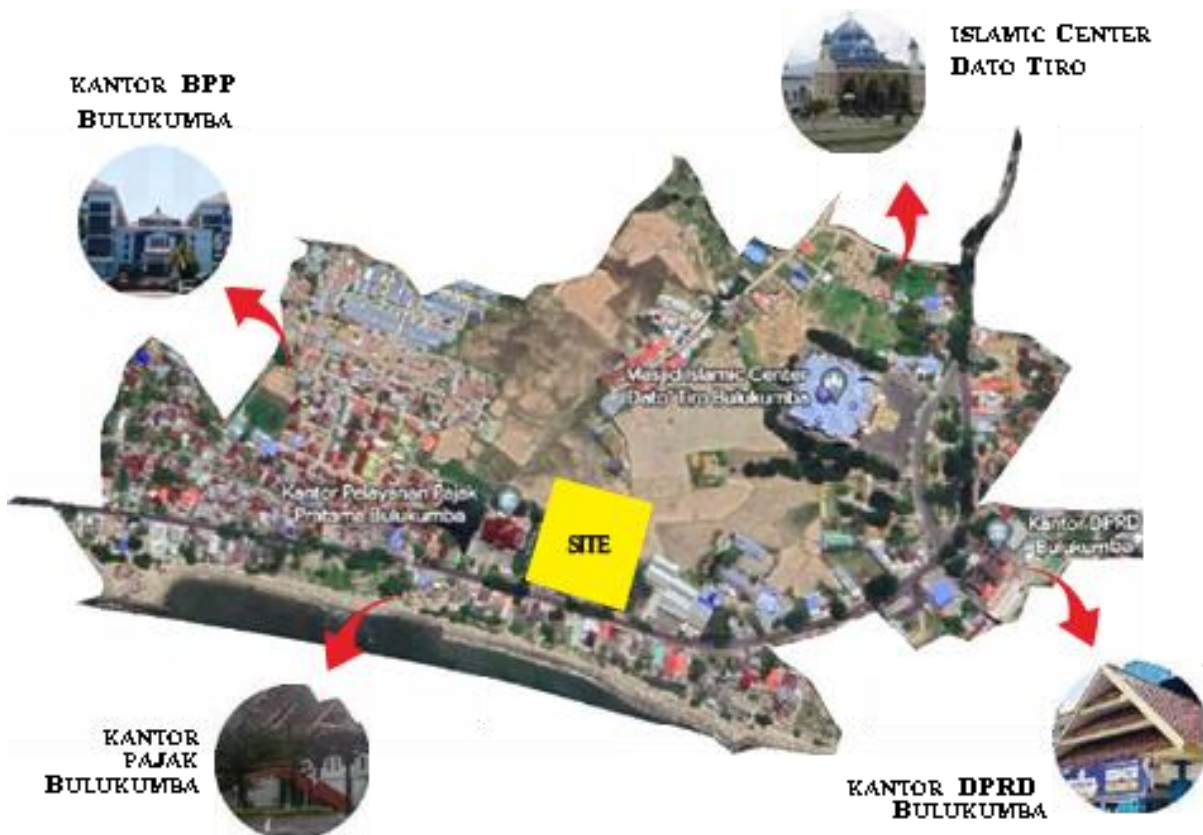 ISLAMIC CENTER
DATO TIRO
KANTOR BPP
BULUKUMBA
Masjid Islamic Center
Dato Tiro Bulukumba
Kantor Pelayanan Pajak
Pratama Bulukumba
SITE
Kantor DPRD
Bulukumba
KANTOR
PAJAK
BULUKUMBA
KANTOR DPRD
BULUKUMBA